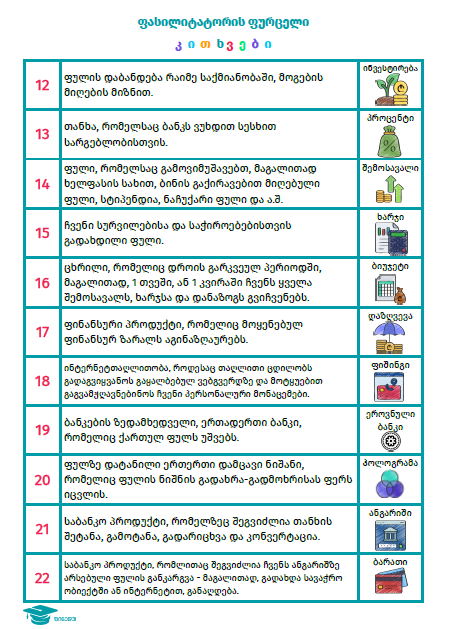 ფასილიტატორის ფურცელი
კითხვები
12
ფულის დაბანდება რაიმე საქმიანობაში, მოგების
მიღების მიზნით.
ინვესტირება
13
თანხა, რომელსაც ბანკს ვუხდით სესხით
სარგებლობისთვის.
პროცენტი
14
ფული, რომელსაც გამოვიმუშავებთ, მაგალითად
ხელფასის სახით, ბინის გაქირავებით მიღებული
ფული, სტიპენდია, ნაჩუქარი ფული და ა.შ.
შემოსავალი
15
ჩვენი სურვილებისა და საჭიროებებისთვის
გადახდილი ფული.
ხარჯი
16
ცხრილი, რომელიც დროის გარკვეულ პერიოდში,
მაგალითად, 1 თვეში, ან 1 კვირაში ჩვენს ყველა
შემოსავალს, ხარჯსა და დანაზოგს გვიჩვენებს.
ბიუჯეტი
17
ფინანსური პროდუქტი, რომელიც მოყენებულ
ფინანსურ ზარალს აგინაზღაურებს.
დაზღვევა
18
ინტერნეტთაღლითობა, როდესაც თაღლითი ცდილობს
გადაგვიყვანოს გაყალბებულ ვებგვერდზე და მოტყუებით
გაგვამჟღავნებინოს ჩვენი პერსონალური მონაცემები.
ფიშინგი
19
ბანკების ზედამხედველი, ერთადერთი ბანკი,
რომელიც ქართულ ფულს უშვებს.
ეროვნული
ბანკი
20
ფულზე დატანილი ერთერთი დამცავი ნიშანი,
რომელიც ფულის ნიშნის გადახრა-გადმოხრისას ფერს
იცვლის.
ჰოლოგრამა
21
საბანკო პროდუქტი, რომელზეც შეგვიძლია თანხის
შეტანა, გამოტანა, გადარიცხვა და კონვერტაცია.
ანგარიში
22
საბანკო პროდუქტი, რომლითაც შეგვიძლია ჩვენს ანგარიშზე
არსებული ფულის განკარგვა - მაგალითად, გადახდა სავაჭრო
ობიექტში ან ინტერნეტით, განაღდება.
ბარათი